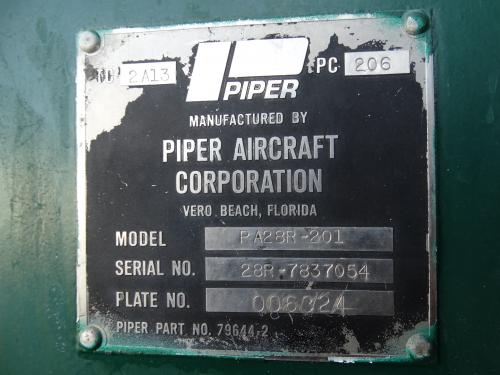 2A13 PIPER PC 206
MANUFACTURED BY
PIPER AIRCRAFT
CORPORATION
VERO BEACH, FLORIDA
MODEL PA28R-201
SERIAL NO. 28R-7837054
PLATE NO. 006024
PIPER PART NO. 79644-2